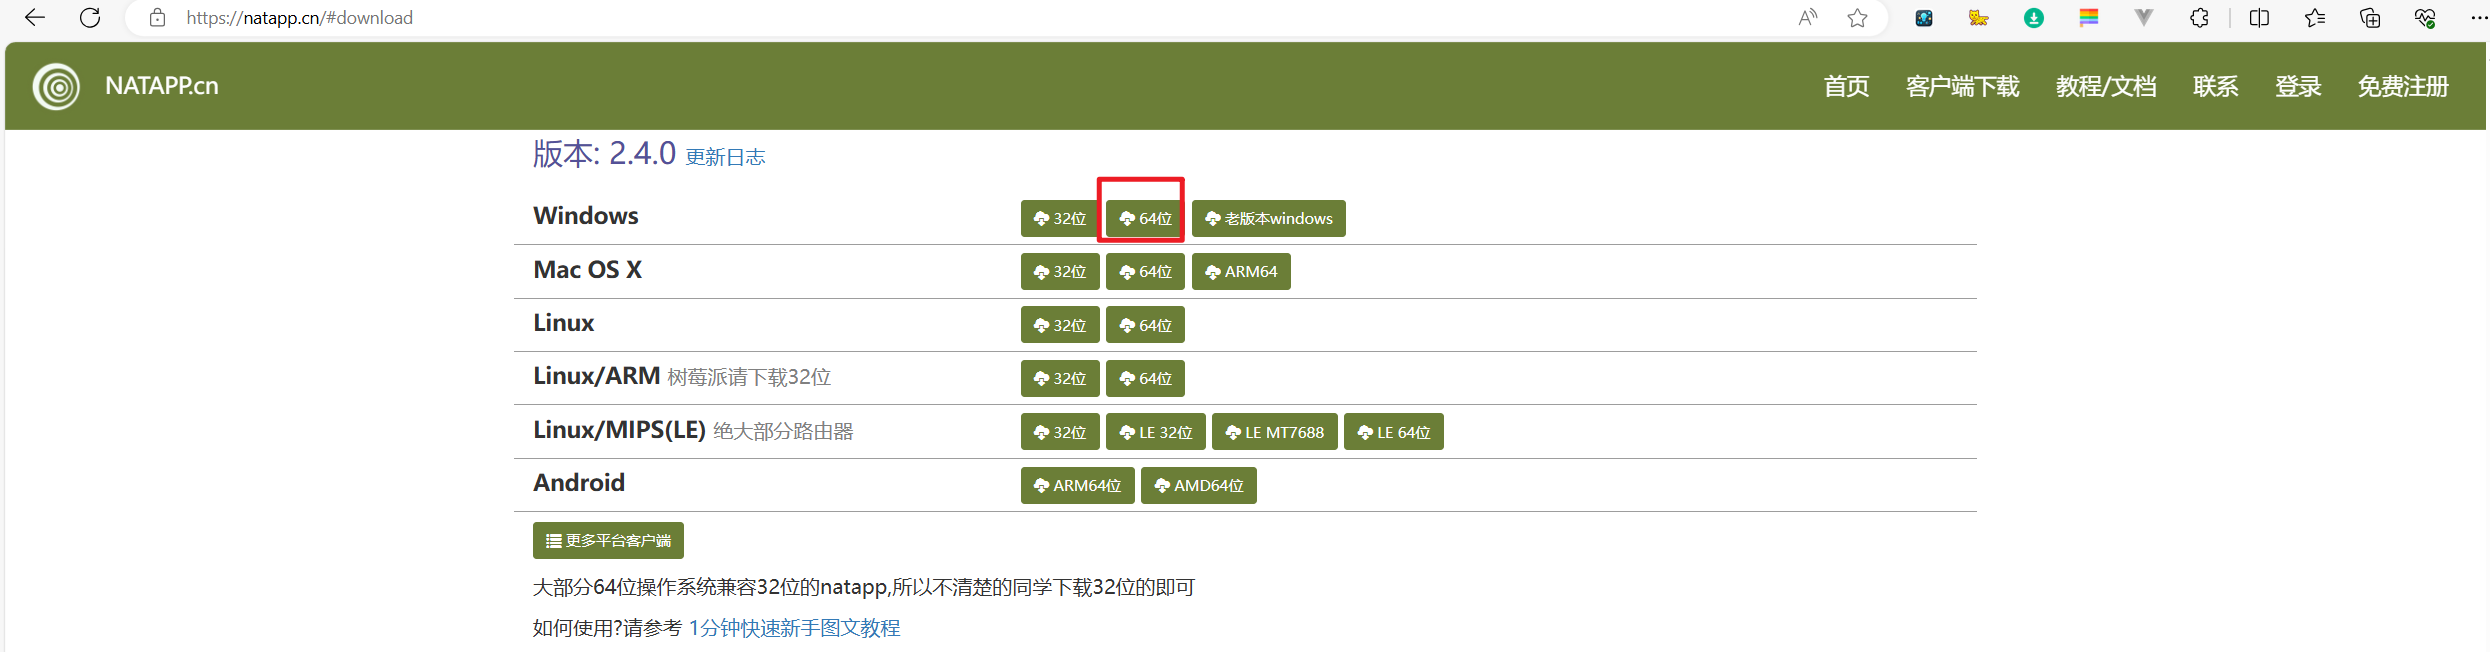 https://natapp.cn/#download
NATAPP.cn 首页 客户端下载 教程/文档 联系 登录 免费注册
版本: 2.4.0 更新日志
Windows 32位 64位 老版本windows
Mac OS X 32位 64位 ARM64
Linux 32位 64位
Linux/ARM 树莓派请下载32位 32位 64位
Linux/MIPS(LE) 绝大部分路由器 32位 LE 32位 LE MT7688 LE 64位
Android ARM64位 AMD64位
更多平台客户端
大部分64位操作系统兼容32位的natapp,所以不清楚的同学下载32位的即可
如何使用?请参考 1分钟快速新手图文教程